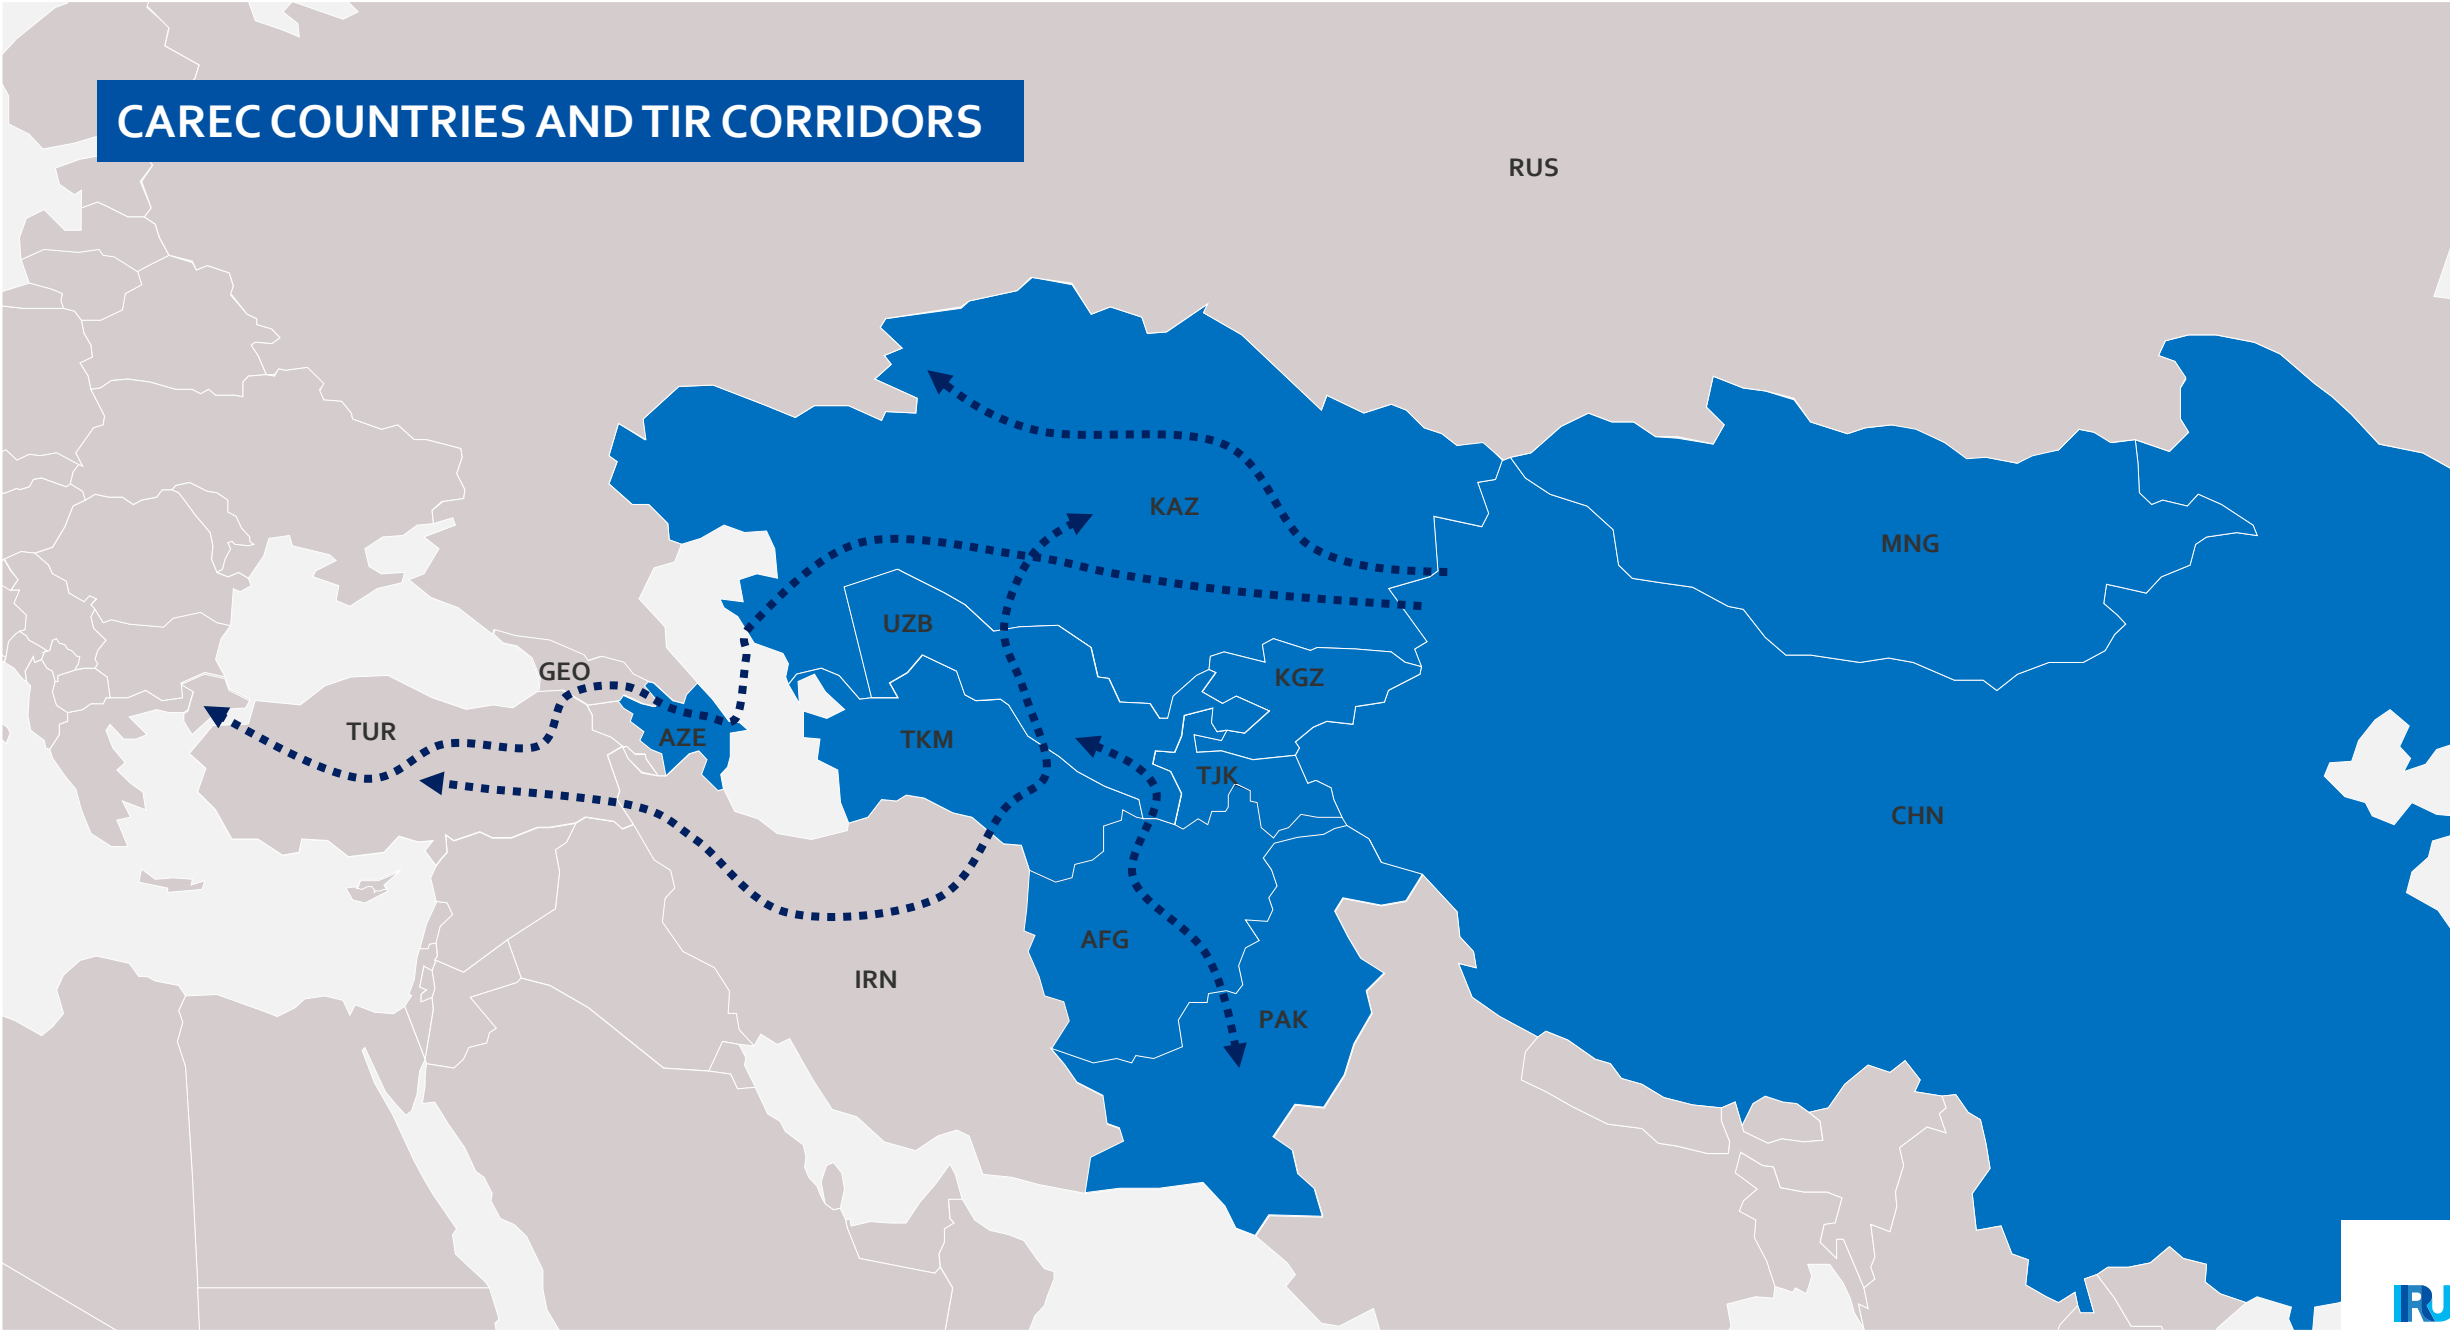 CAREC COUNTRIES AND TIR CORRIDORS
RUS
KAZ
MNG
UZB
GEO
KGZ
TUR
AZE
TKM
TJK
CHN
AFG
IRN
PAK
IRU